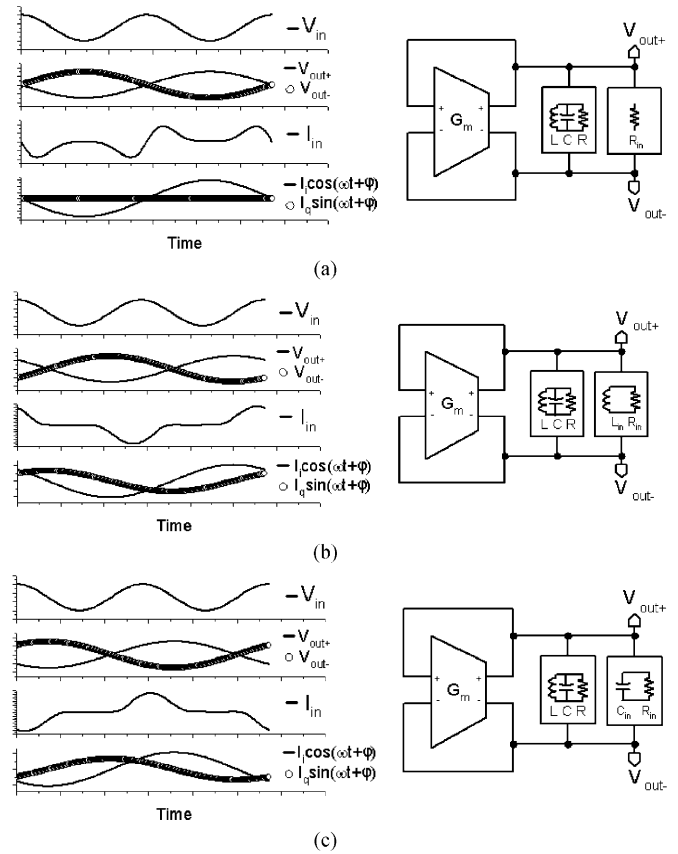 V_in
V_out+
V_out-
I_in
I_i cos(ωt+φ)
I_q sin(ωt+φ)
Time
V_out+
+ +
- -
G_m
L C R
R_in
V_out-
(a)
V_in
V_out+
V_out-
I_in
I_i cos(ωt+φ)
I_q sin(ωt+φ)
Time
V_out+
+ +
- -
G_m
L C R
L_in R_in
V_out-
(b)
V_in
V_out+
V_out-
I_in
I_i cos(ωt+φ)
I_q sin(ωt+φ)
Time
V_out+
+ +
- -
G_m
L C R
C_in R_in
V_out-
(c)